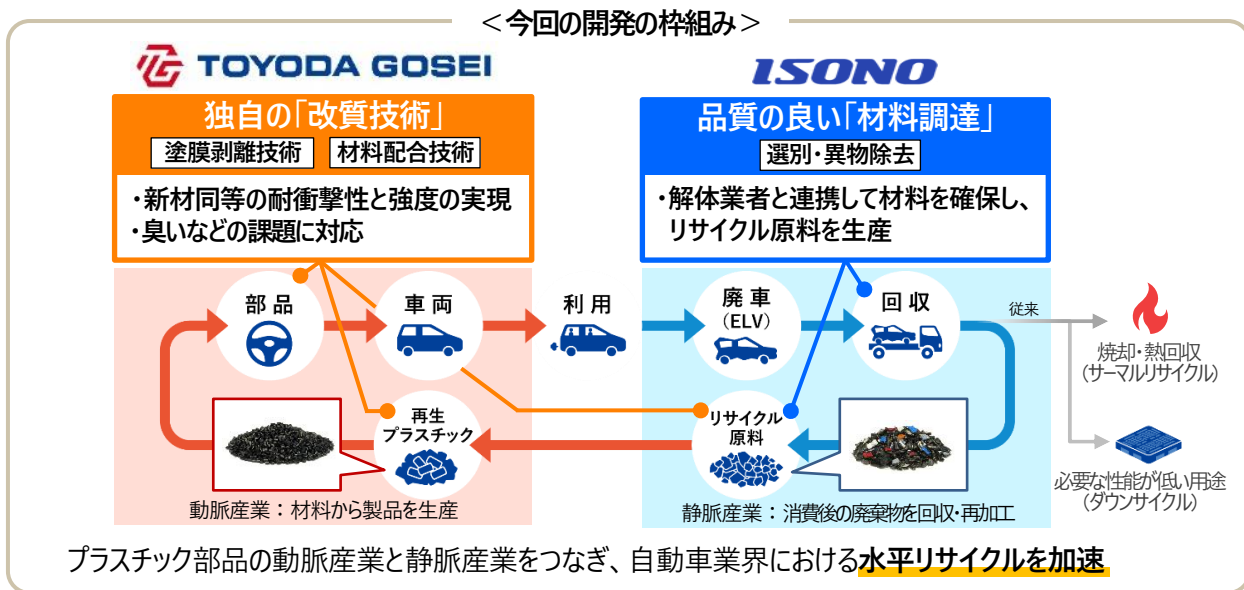 ＜今回の開発の枠組み＞
TG TOYODA GOSEI
ISONO
独自の「改質技術」
塗膜剥離技術 材料配合技術
・新材同等の耐衝撃性と強度の実現
・臭いなどの課題に対応
品質の良い「材料調達」
選別・異物除去
・解体業者と連携して材料を確保し、
リサイクル原料を生産
部品
車両
利用
廃車
（ELV）
回収
従来
焼却・熱回収
（サーマルリサイクル）
再生
プラスチック
リサイクル
原料
必要な性能が低い用途
（ダウンサイクル）
動脈産業：材料から製品を生産
静脈産業：消費後の廃棄物を回収・再加工
プラスチック部品の動脈産業と静脈産業をつなぎ、自動車業界における水平リサイクルを加速